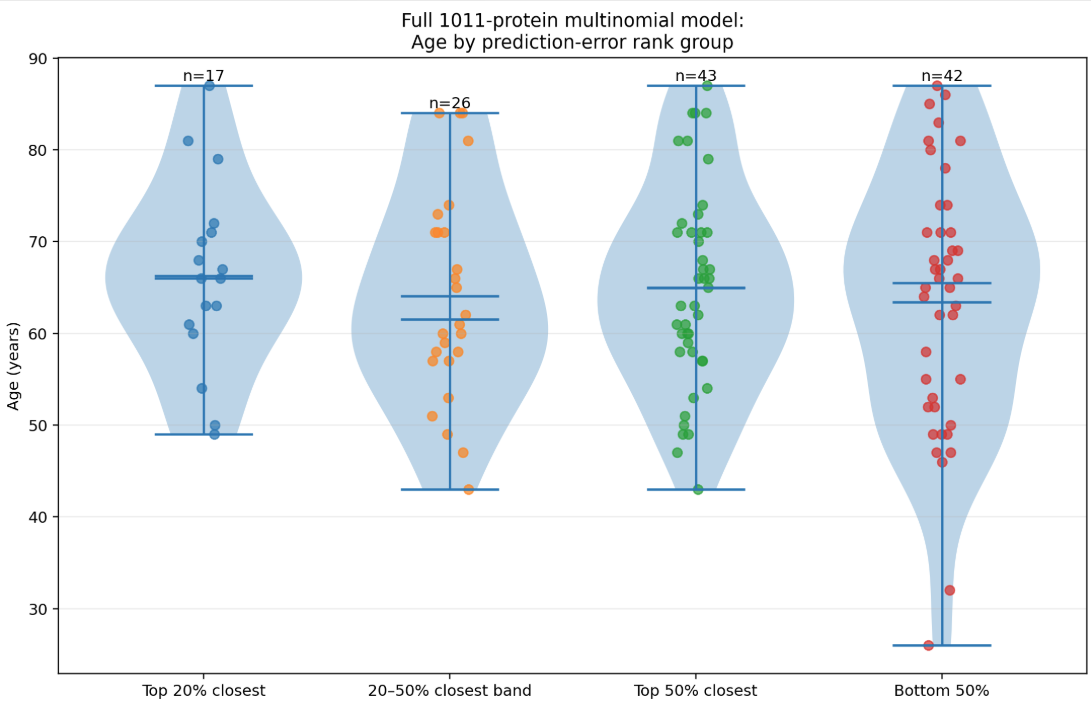 Full 1011-protein multinomial model:
Age by prediction-error rank group
n=17
n=26
n=43
n=42
90
80
70
60
50
40
30
Age (years)
Top 20% closest
20–50% closest band
Top 50% closest
Bottom 50%